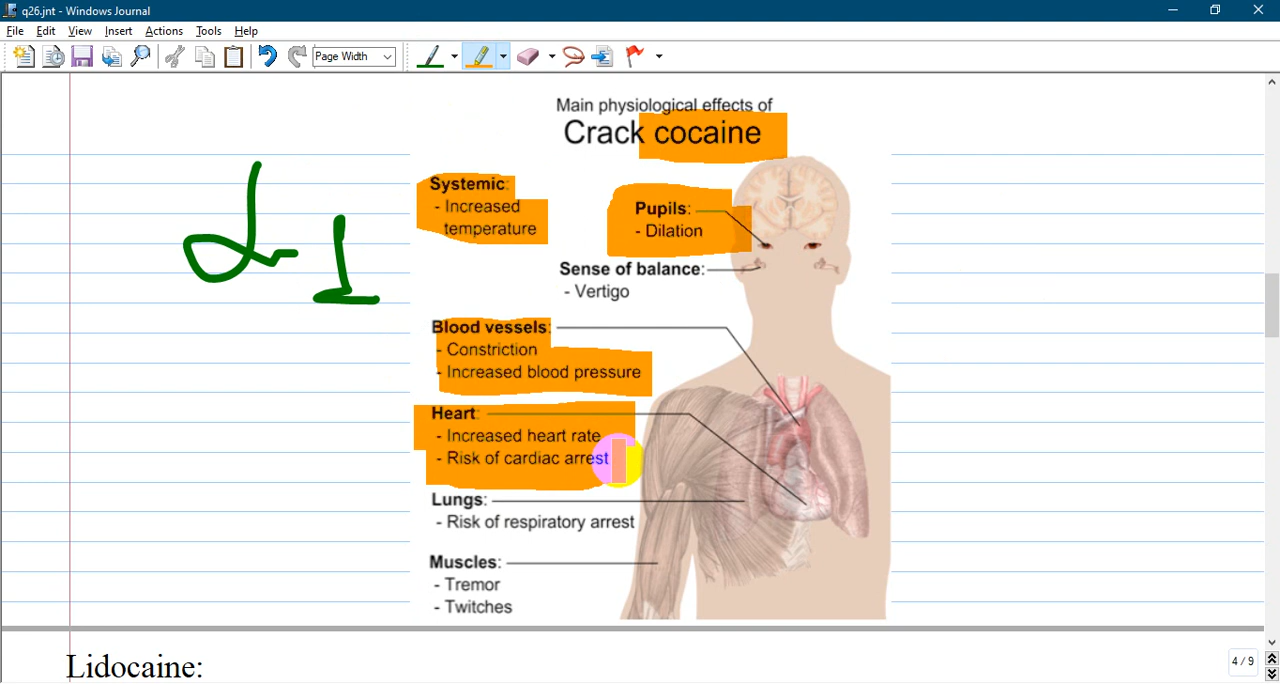 q26.jnt - Windows Journal
File Edit View Insert Actions Tools Help
Page Width
Main physiological effects of
Crack cocaine
α-1
Systemic:
- Increased
temperature
Pupils:
- Dilation
Sense of balance:
- Vertigo
Blood vessels:
- Constriction
- Increased blood pressure
Heart:
- Increased heart rate
- Risk of cardiac arrest
Lungs:
- Risk of respiratory arrest
Muscles:
- Tremor
- Twitches
Lidocaine:
4 / 9